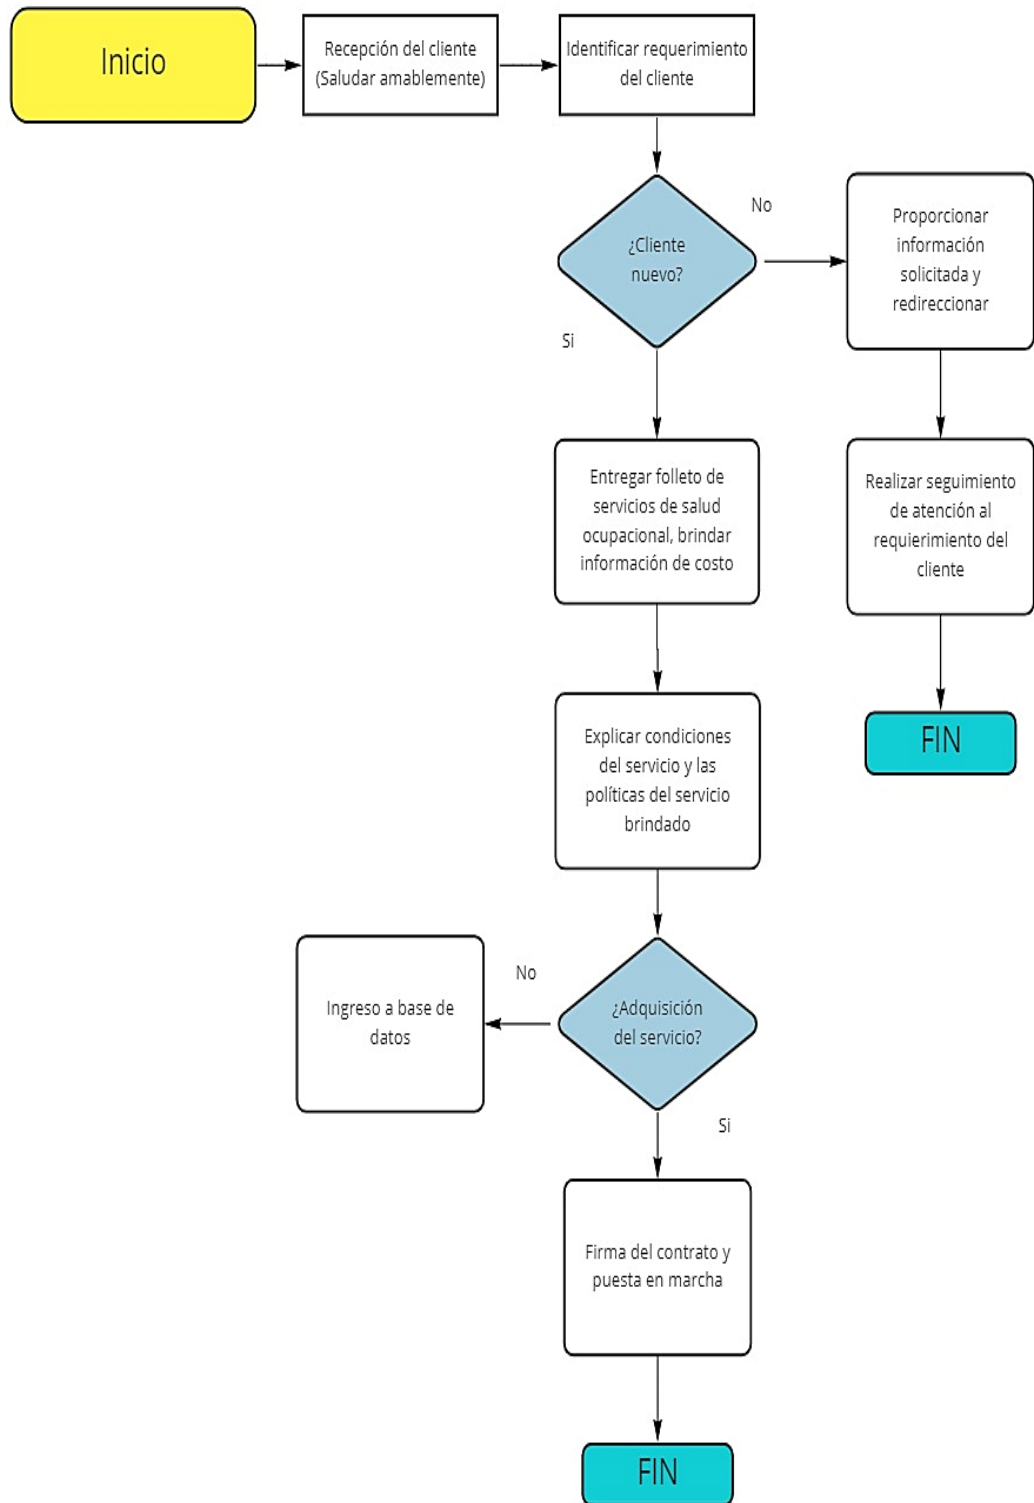 Inicio
Recepción del cliente
(Saludar amablemente)
Identificar requerimiento
del cliente
¿Cliente
nuevo?
No
Proporcionar
información
solicitada y
redireccionar
Si
Entregar folleto de
servicios de salud
ocupacional, brindar
información de costo
Realizar seguimiento
de atención al
requierimiento del
cliente
FIN
Explicar condiciones
del servicio y las
políticas del servicio
brindado
¿Adquisición
del servicio?
No
Ingreso a base de
datos
Si
Firma del contrato y
puesta en marcha
FIN